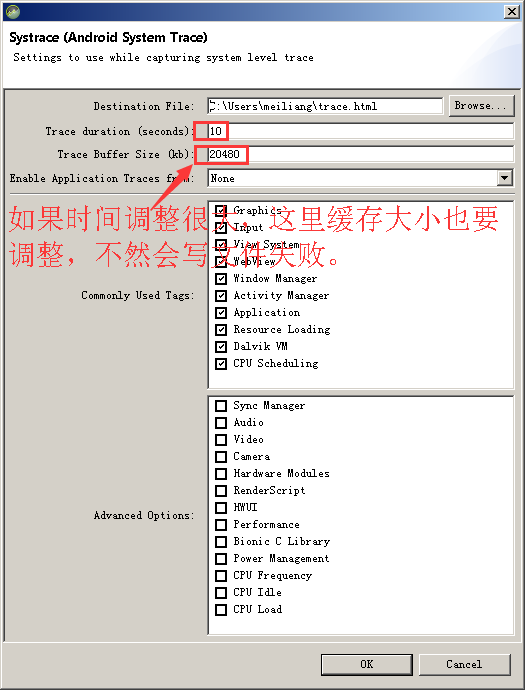 Systrace (Android System Trace)
Settings to use while capturing system level trace
Destination File: C:\Users\meiliang\trace.html Browse...
Trace duration (seconds): 10
Trace Buffer Size (kb): 20480
Enable Application Traces from: None
如果时间调整很大，这里缓存大小也要
调整，不然会写文件失败。
Commonly Used Tags:
Graphics
Input
View System
WebView
Window Manager
Activity Manager
Application
Resource Loading
Dalvik VM
CPU Scheduling
Advanced Options:
Sync Manager
Audio
Video
Camera
Hardware Modules
RenderScript
HWUI
Performance
Bionic C Library
Power Management
CPU Frequency
CPU Idle
CPU Load
OK Cancel